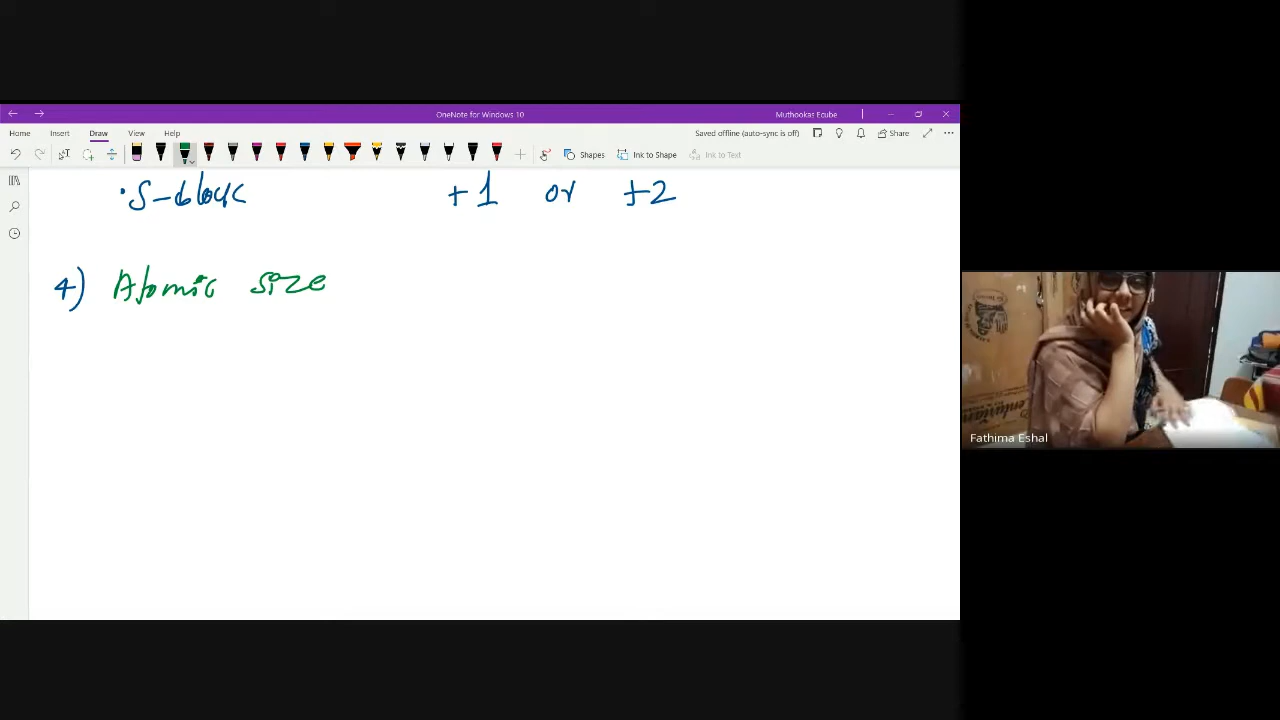 OneNote for Windows 10
Muthookas Ecube
Home Insert Draw View Help
Saved offline (auto-sync is off)
Share
Shapes
Ink to Shape
Ink to Text
• S-block +1 or +2
4) Atomic size
Fathima Eshal